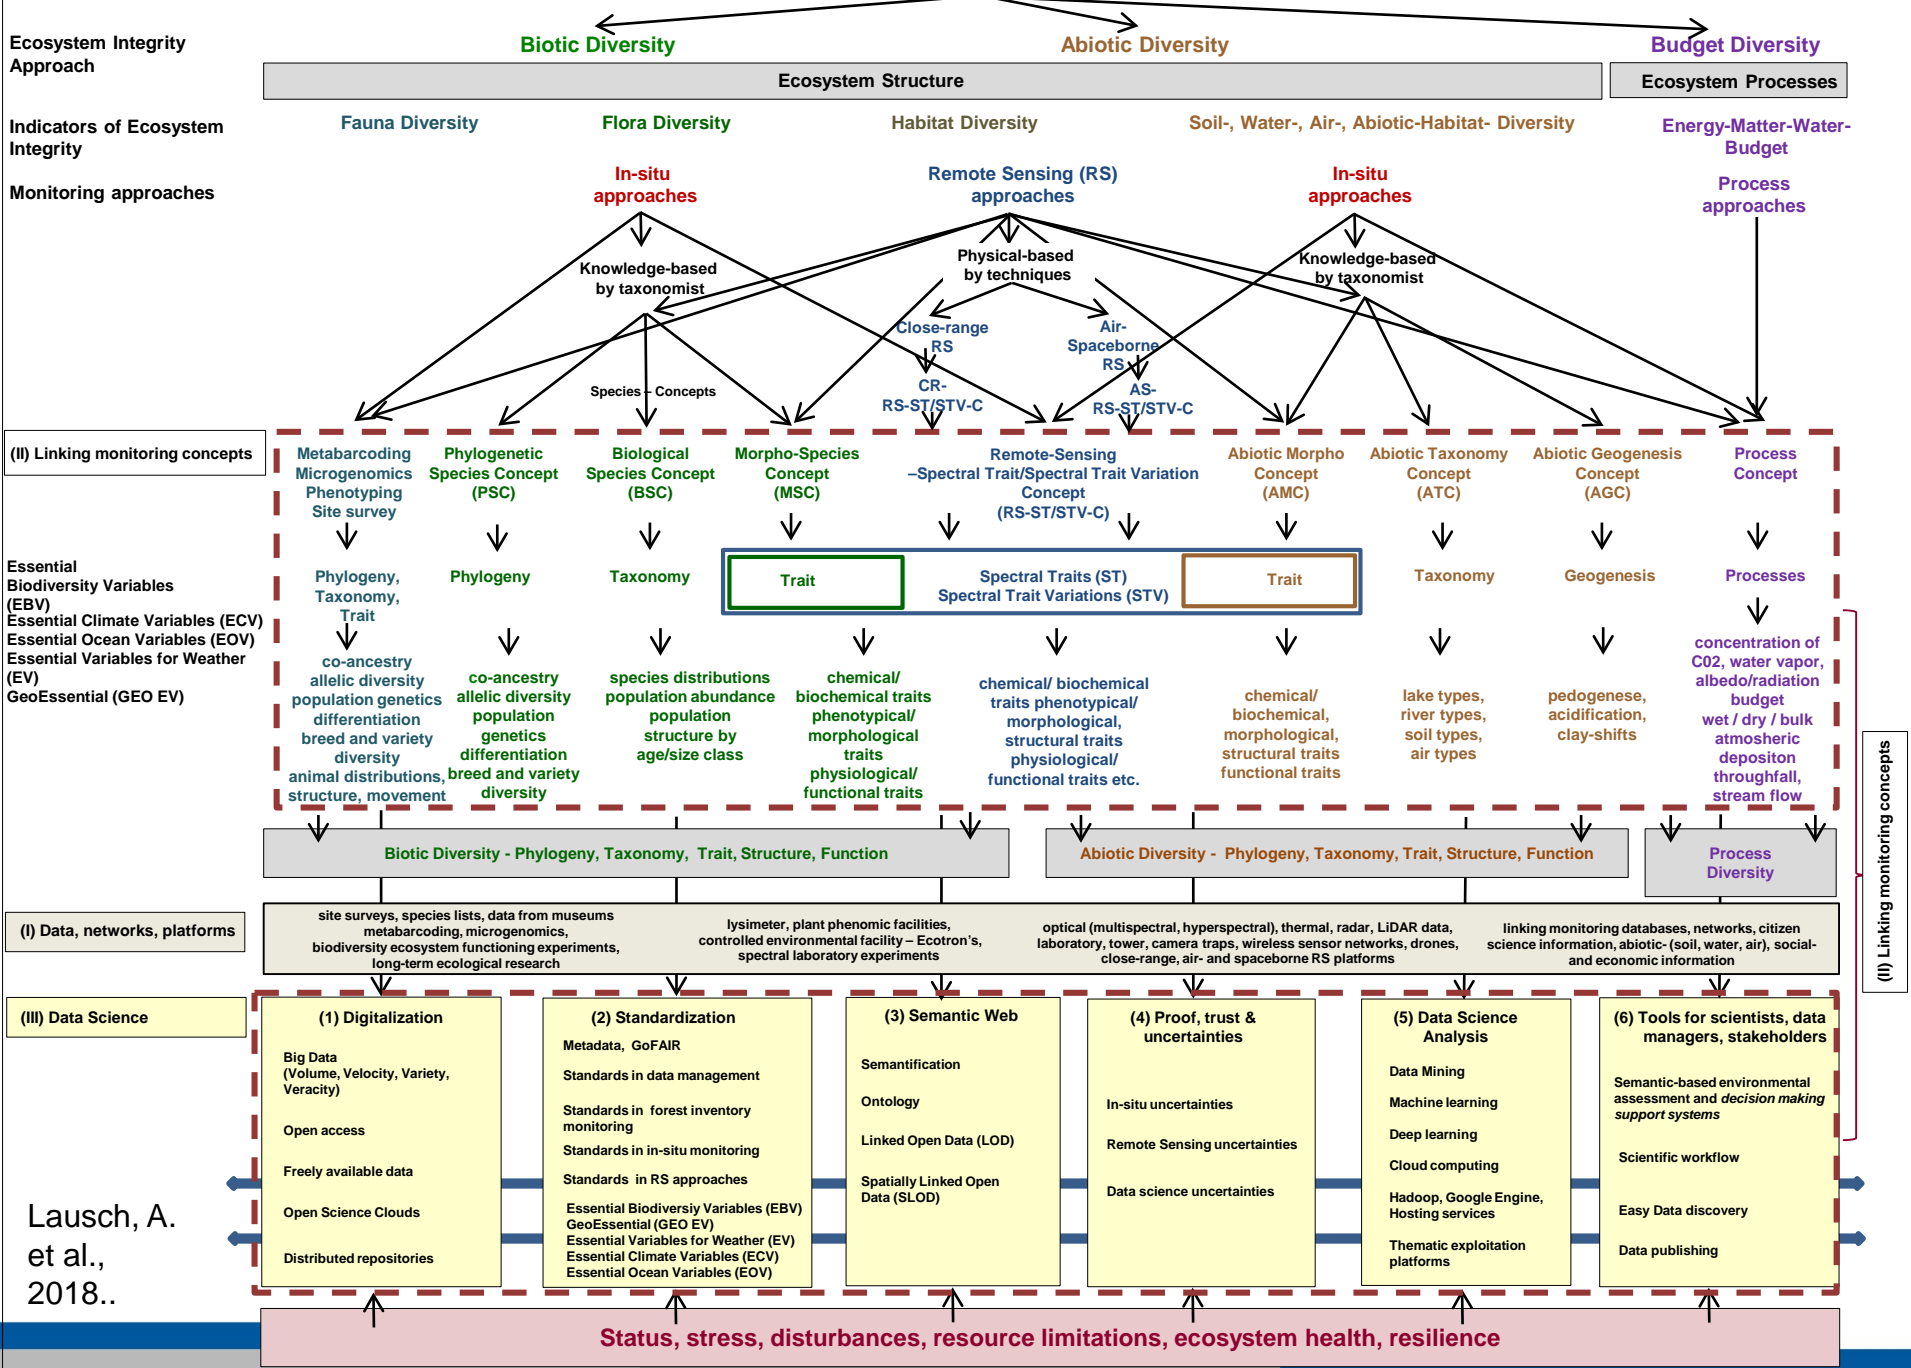 Ecosystem Integrity
Approach
Biotic Diversity
Abiotic Diversity
Budget Diversity
Ecosystem Structure
Ecosystem Processes
Indicators of Ecosystem
Integrity
Fauna Diversity
Flora Diversity
Habitat Diversity
Soil-, Water-, Air-, Abiotic-Habitat- Diversity
Energy-Matter-Water-
Budget
Monitoring approaches
In-situ
approaches
Remote Sensing (RS)
approaches
In-situ
approaches
Process
approaches
Knowledge-based
by taxonomist
Physical-based
by techniques
Knowledge-based
by taxonomist
Close-range
RS
Air-
Spaceborne
RS
Species – Concepts
CR-
RS-ST/STV-C
AS-
RS-ST/STV-C
(II) Linking monitoring concepts
Metabarcoding
Microgenomics
Phenotyping
Site survey
Phylogenetic
Species Concept
(PSC)
Biological
Species Concept
(BSC)
Morpho-Species
Concept
(MSC)
Remote-Sensing
–Spectral Trait/Spectral Trait Variation
Concept
(RS-ST/STV-C)
Abiotic Morpho
Concept
(AMC)
Abiotic Taxonomy
Concept
(ATC)
Abiotic Geogenesis
Concept
(AGC)
Process
Concept
Essential
Biodiversity Variables
(EBV)
Essential Climate Variables (ECV)
Essential Ocean Variables (EOV)
Essential Variables for Weather
(EV)
GeoEssential (GEO EV)
Phylogeny,
Taxonomy,
Trait
Phylogeny
Taxonomy
Trait
Spectral Traits (ST)
Spectral Trait Variations (STV)
Trait
Taxonomy
Geogenesis
Processes
co-ancestry
allelic diversity
population genetics
differentiation
breed and variety
diversity
animal distributions,
structure, movement
co-ancestry
allelic diversity
population
genetics
differentiation
breed and variety
diversity
species distributions
population abundance
population
structure by
age/size class
chemical/
biochemical traits
phenotypical/
morphological
traits
physiological/
functional traits
chemical/ biochemical
traits phenotypical/
morphological,
structural traits
physiological/
functional traits etc.
chemical/
biochemical,
morphological,
structural traits
functional traits
lake types,
river types,
soil types,
air types
pedogenese,
acidification,
clay-shifts
concentration of
C02, water vapor,
albedo/radiation
budget
wet / dry / bulk
atmosheric
depositon
throughfall,
stream flow
(II) Linking monitoring concepts
Biotic Diversity - Phylogeny, Taxonomy, Trait, Structure, Function
Abiotic Diversity - Phylogeny, Taxonomy, Trait, Structure, Function
Process
Diversity
(I) Data, networks, platforms
site surveys, species lists, data from museums
metabarcoding, microgenomics,
biodiversity ecosystem functioning experiments,
long-term ecological research
lysimeter, plant phenomic facilities,
controlled environmental facility – Ecotron's,
spectral laboratory experiments
optical (multispectral, hyperspectral), thermal, radar, LiDAR data,
laboratory, tower, camera traps, wireless sensor networks, drones,
close-range, air- and spaceborne RS platforms
linking monitoring databases, networks, citizen
science information, abiotic- (soil, water, air), social-
and economic information
(III) Data Science
(1) Digitalization
Big Data
(Volume, Velocity, Variety,
Veracity)
Open access
Freely available data
Open Science Clouds
Distributed repositories
(2) Standardization
Metadata, GoFAIR
Standards in data management
Standards in forest inventory
monitoring
Standards in in-situ monitoring
Standards in RS approaches
Essential Biodiversiy Variables (EBV)
GeoEssential (GEO EV)
Essential Variables for Weather (EV)
Essential Climate Variables (ECV)
Essential Ocean Variables (EOV)
(3) Semantic Web
Semantification
Ontology
Linked Open Data (LOD)
Spatially Linked Open
Data (SLOD)
(4) Proof, trust &
uncertainties
In-situ uncertainties
Remote Sensing uncertainties
Data science uncertainties
(5) Data Science
Analysis
Data Mining
Machine learning
Deep learning
Cloud computing
Hadoop, Google Engine,
Hosting services
Thematic exploitation
platforms
(6) Tools for scientists, data
managers, stakeholders
Semantic-based environmental
assessment and decision making
support systems
Scientific workflow
Easy Data discovery
Data publishing
Lausch, A.
et al.,
2018..
Status, stress, disturbances, resource limitations, ecosystem health, resilience